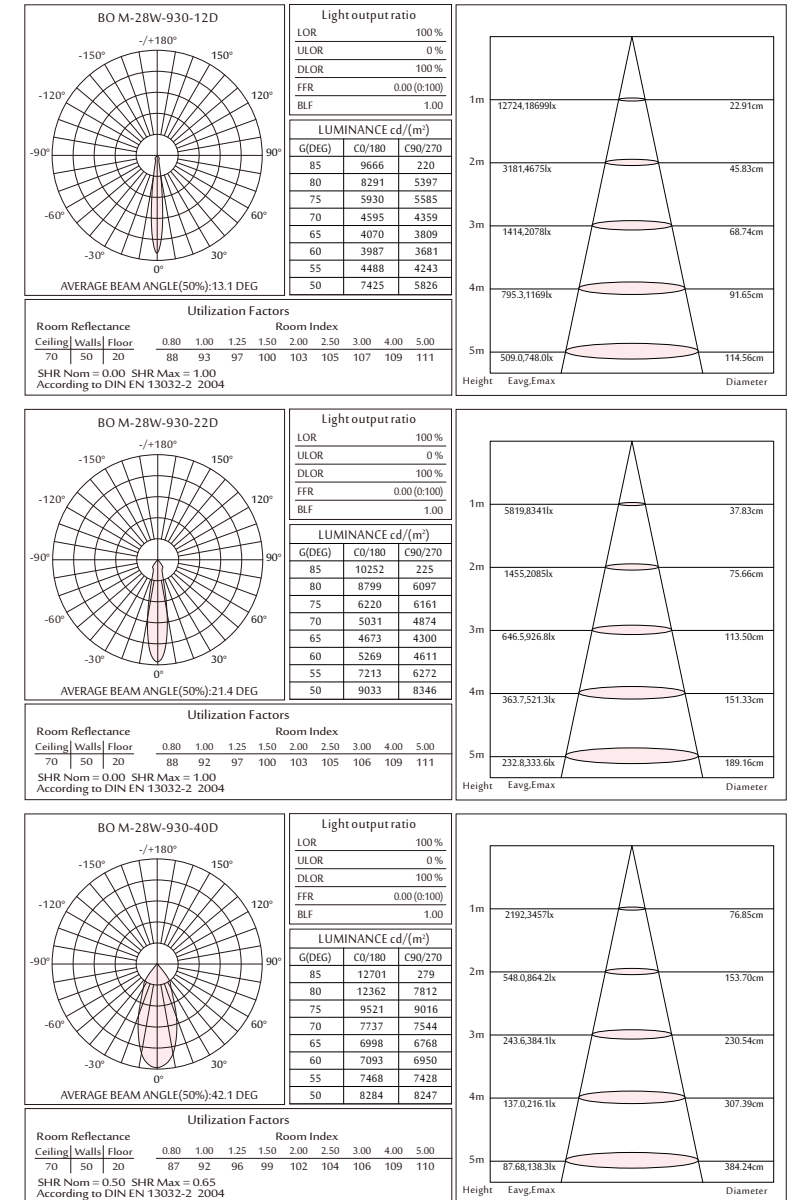 BO M-28W-930-12D
-/+180°
-150° 150°
-120° 120°
-90° 90°
-60° 60°
-30° 30°
0°
AVERAGE BEAM ANGLE(50%):13.1 DEG
Light output ratio
LOR 100 %
ULOR 0 %
DLOR 100 %
FFR 0.00 (0:100)
BLF 1.00
LUMINANCE cd/(m²)
G(DEG) C0/180 C90/270
85 9666 220
80 8291 5397
75 5930 5585
70 4595 4359
65 4070 3809
60 3987 3681
55 4488 4243
50 7425 5826
1m 12724,18699lx 22.91cm
2m 3181,4675lx 45.83cm
3m 1414,2078lx 68.74cm
4m 795.3,1169lx 91.65cm
5m 509.0,748.0lx 114.56cm
Height Eavg,Emax Diameter
Utilization Factors
Room Reflectance Room Index
Ceiling Walls Floor 0.80 1.00 1.25 1.50 2.00 2.50 3.00 4.00 5.00
70 50 20 88 93 97 100 103 105 107 109 111
SHR Nom = 0.00 SHR Max = 1.00
According to DIN EN 13032-2 2004
BO M-28W-930-22D
-/+180°
-150° 150°
-120° 120°
-90° 90°
-60° 60°
-30° 30°
0°
AVERAGE BEAM ANGLE(50%):21.4 DEG
Light output ratio
LOR 100 %
ULOR 0 %
DLOR 100 %
FFR 0.00 (0:100)
BLF 1.00
LUMINANCE cd/(m²)
G(DEG) C0/180 C90/270
85 10252 225
80 8799 6097
75 6220 6161
70 5031 4874
65 4673 4300
60 5269 4611
55 7213 6272
50 9033 8346
1m 5819,8341lx 37.83cm
2m 1455,2085lx 75.66cm
3m 646.5,926.8lx 113.50cm
4m 363.7,521.3lx 151.33cm
5m 232.8,333.6lx 189.16cm
Height Eavg,Emax Diameter
Utilization Factors
Room Reflectance Room Index
Ceiling Walls Floor 0.80 1.00 1.25 1.50 2.00 2.50 3.00 4.00 5.00
70 50 20 88 92 97 100 103 105 106 109 111
SHR Nom = 0.00 SHR Max = 1.00
According to DIN EN 13032-2 2004
BO M-28W-930-40D
-/+180°
-150° 150°
-120° 120°
-90° 90°
-60° 60°
-30° 30°
0°
AVERAGE BEAM ANGLE(50%):42.1 DEG
Light output ratio
LOR 100 %
ULOR 0 %
DLOR 100 %
FFR 0.00 (0:100)
BLF 1.00
LUMINANCE cd/(m²)
G(DEG) C0/180 C90/270
85 12701 279
80 12362 7812
75 9521 9016
70 7737 7544
65 6998 6768
60 7093 6950
55 7468 7428
50 8284 8247
1m 2192,3457lx 76.85cm
2m 548.0,864.2lx 153.70cm
3m 243.6,384.1lx 230.54cm
4m 137.0,216.1lx 307.39cm
5m 87.68,138.3lx 384.24cm
Height Eavg,Emax Diameter
Utilization Factors
Room Reflectance Room Index
Ceiling Walls Floor 0.80 1.00 1.25 1.50 2.00 2.50 3.00 4.00 5.00
70 50 20 87 92 96 99 102 104 106 109 110
SHR Nom = 0.50 SHR Max = 0.65
According to DIN EN 13032-2 2004